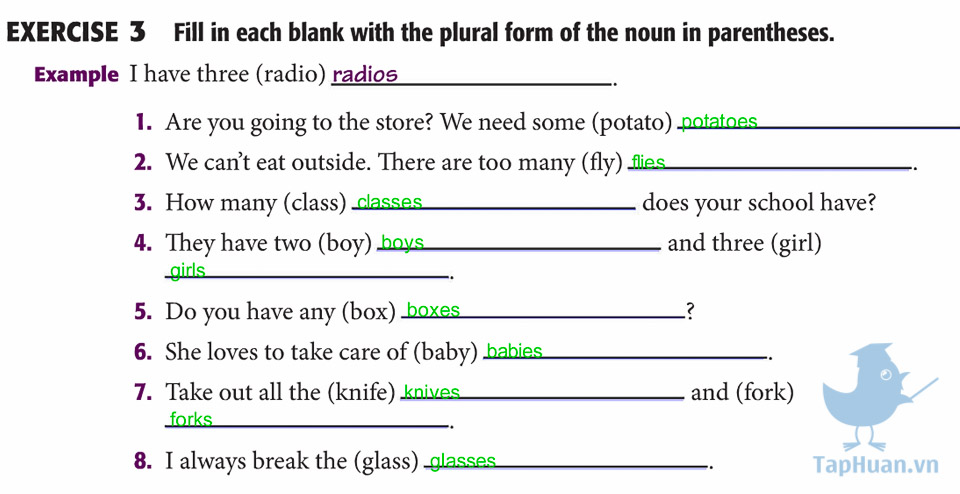 EXERCISE 3 Fill in each blank with the plural form of the noun in parentheses.
Example I have three (radio) radios.
1. Are you going to the store? We need some (potato) potatoes
2. We can't eat outside. There are too many (fly) flies.
3. How many (class) classes does your school have?
4. They have two (boy) boys and three (girl)
girls.
5. Do you have any (box) boxes?
6. She loves to take care of (baby) babies.
7. Take out all the (knife) knives and (fork)
forks.
8. I always break the (glass) glasses.
TapHuan.vn